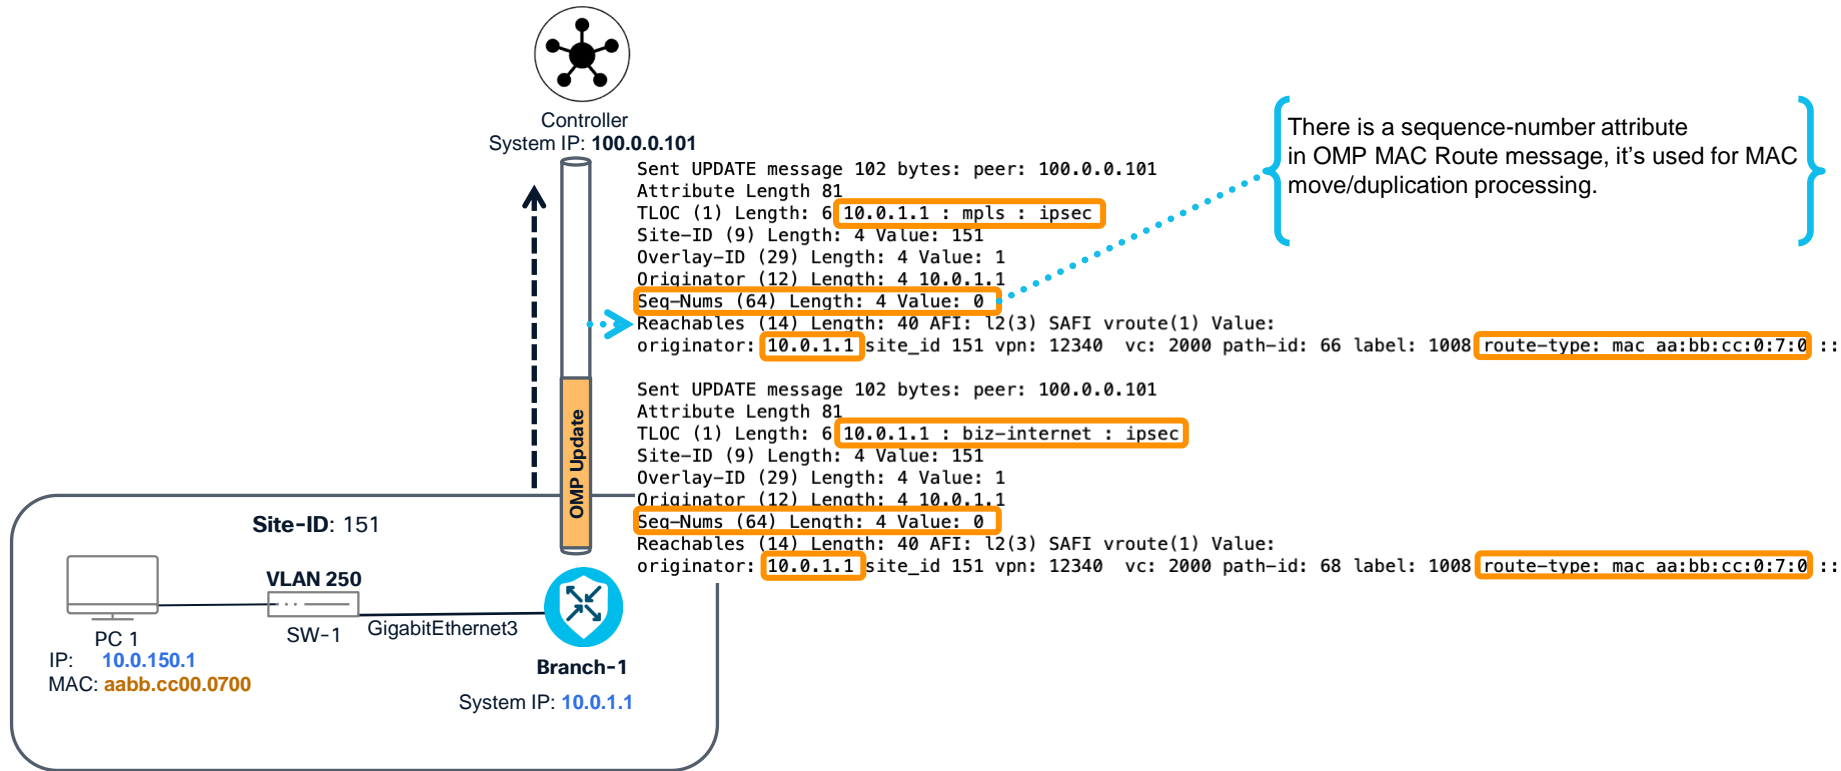 Controller
System IP: 100.0.0.101
There is a sequence-number attribute
in OMP MAC Route message, it's used for MAC
move/duplication processing.
Sent UPDATE message 102 bytes: peer: 100.0.0.101
Attribute Length 81
TLOC (1) Length: 6 10.0.1.1 : mpls : ipsec
Site-ID (9) Length: 4 Value: 151
Overlay-ID (29) Length: 4 Value: 1
Originator (12) Length: 4 10.0.1.1
Seq-Nums (64) Length: 4 Value: 0
Reachables (14) Length: 40 AFI: l2(3) SAFI vroute(1) Value:
originator: 10.0.1.1 site_id 151 vpn: 12340 vc: 2000 path-id: 66 label: 1008 route-type: mac aa:bb:cc:0:7:0 ::
Sent UPDATE message 102 bytes: peer: 100.0.0.101
Attribute Length 81
TLOC (1) Length: 6 10.0.1.1 : biz-internet : ipsec
Site-ID (9) Length: 4 Value: 151
Overlay-ID (29) Length: 4 Value: 1
Originator (12) Length: 4 10.0.1.1
Seq-Nums (64) Length: 4 Value: 0
Reachables (14) Length: 40 AFI: l2(3) SAFI vroute(1) Value:
originator: 10.0.1.1 site_id 151 vpn: 12340 vc: 2000 path-id: 68 label: 1008 route-type: mac aa:bb:cc:0:7:0 ::
OMP Update
Site-ID: 151
VLAN 250
SW-1
GigabitEthernet3
PC 1
IP: 10.0.150.1
MAC: aabb.cc00.0700
Branch-1
System IP: 10.0.1.1